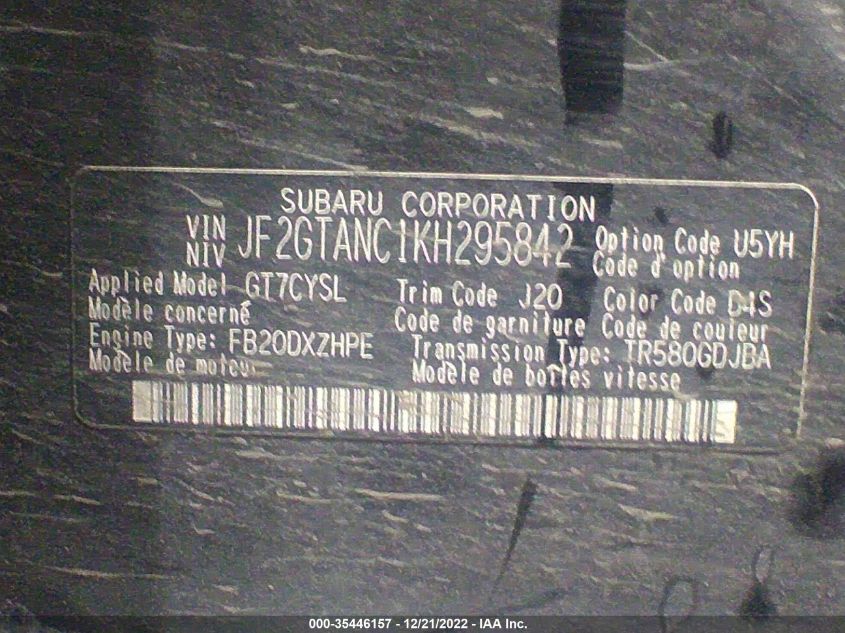 SUBARU CORPORATION
VIN
NIV JF2GTANC1KH295842 Option Code U5YH
Code d'option
Applied Model GT7CYSL Trim Code J20 Color Code D4S
Modèle concerné Code de garniture Code de couleur
Engine Type: FB20DXZHPE Transmission Type: TR580GDJBA
Modèle de moteur Modèle de boîtes vitesse
000-35446157 - 12/21/2022 - IAA Inc.